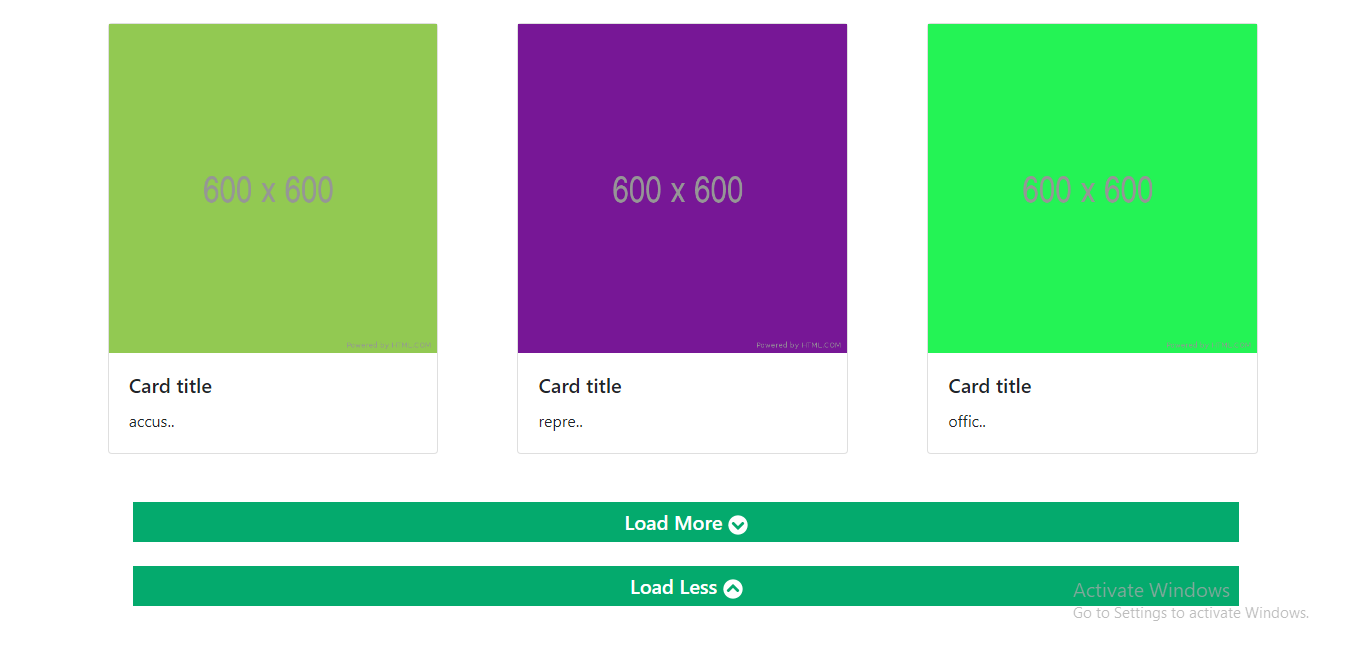 600 x 600
Powered by HTML.COM
Card title
accus..
600 x 600
Powered by HTML.COM
Card title
repre..
600 x 600
Powered by HTML.COM
Card title
offic..
Load More
Load Less
Activate Windows
Go to Settings to activate Windows.